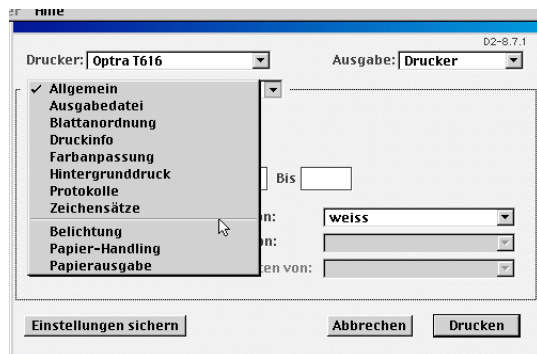 Hilfe
D2-8.7.1
Drucker: Optra T616 Ausgabe: Drucker
✓ Allgemein
Ausgabedatei
Blattanordnung
Druckinfo
Farbanpassung
Hintergrunddruck
Bis
Protokolle
Zeichensätze
weiss
Belichtung
Papier-Handling
Papierausgabe
Einstellungen sichern Abbrechen Drucken